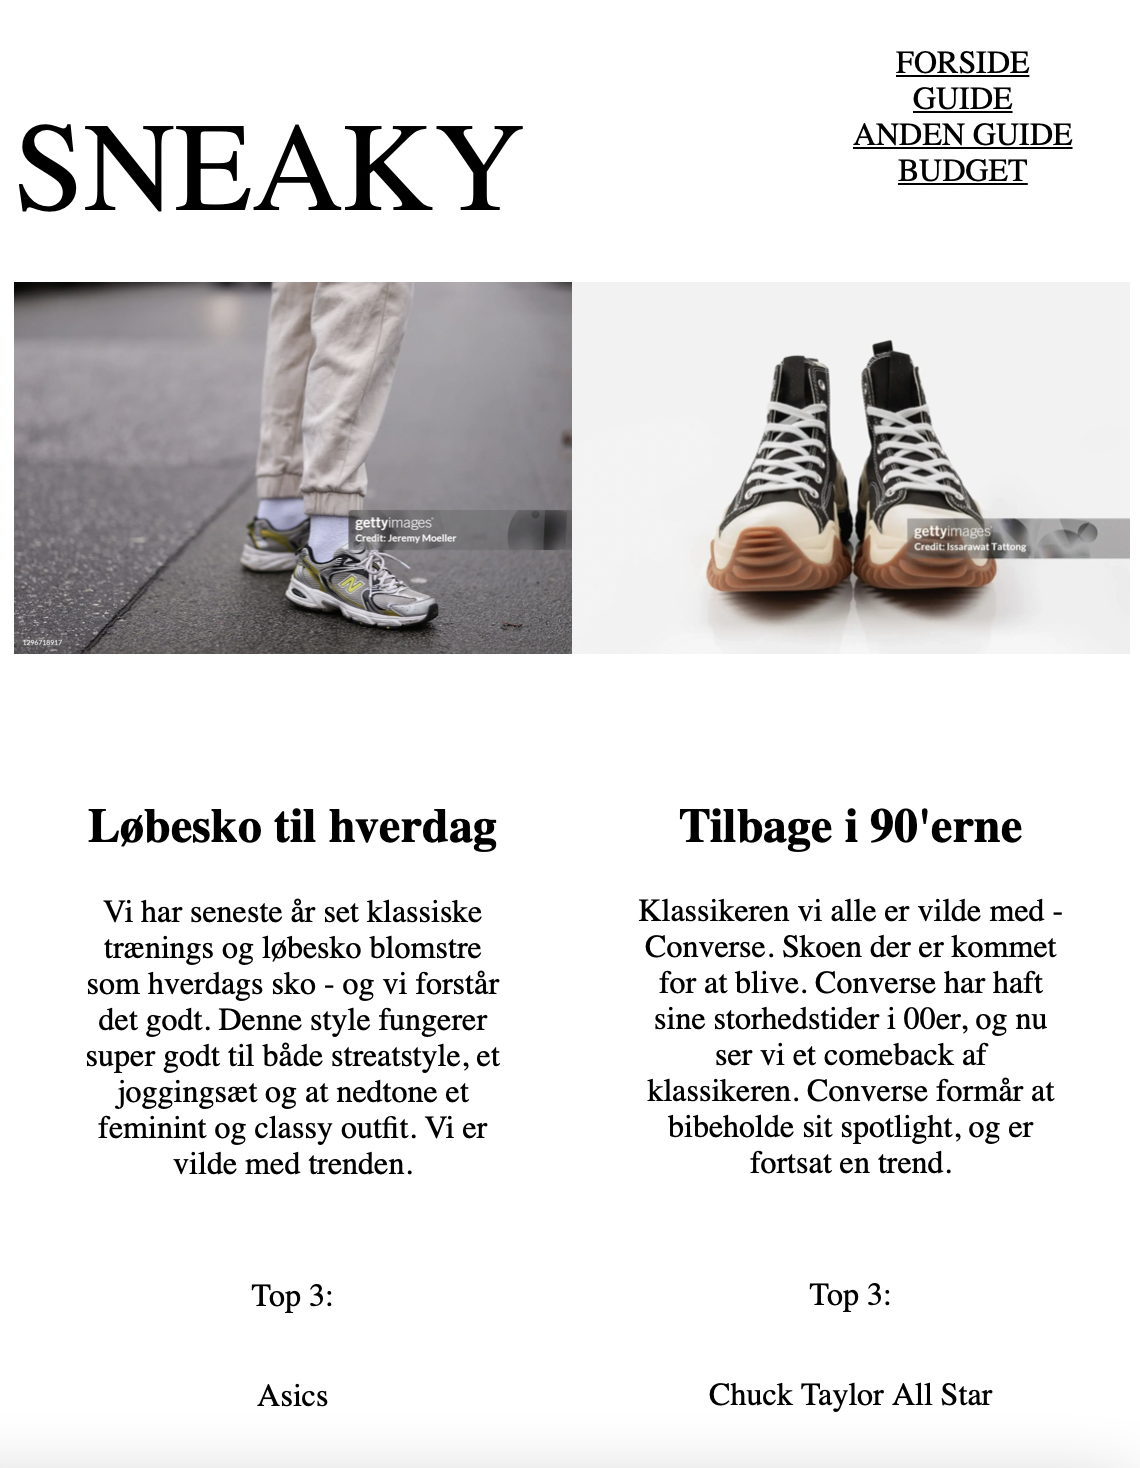 FORSIDE
GUIDE
ANDEN GUIDE
BUDGET
SNEAKY
gettyimages®
Credit: Jeremy Moeller
N
1296718917
gettyimages®
Credit: Issarawat Tattong
Løbesko til hverdag
Vi har seneste år set klassiske
trænings og løbesko blomstre
som hverdags sko - og vi forstår
det godt. Denne style fungerer
super godt til både streatstyle, et
joggingsæt og at nedtone et
feminint og classy outfit. Vi er
vilde med trenden.
Top 3:
Asics
Tilbage i 90'erne
Klassikeren vi alle er vilde med -
Converse. Skoen der er kommet
for at blive. Converse har haft
sine storhedstider i 00er, og nu
ser vi et comeback af
klassikeren. Converse formår at
bibeholde sit spotlight, og er
fortsat en trend.
Top 3:
Chuck Taylor All Star